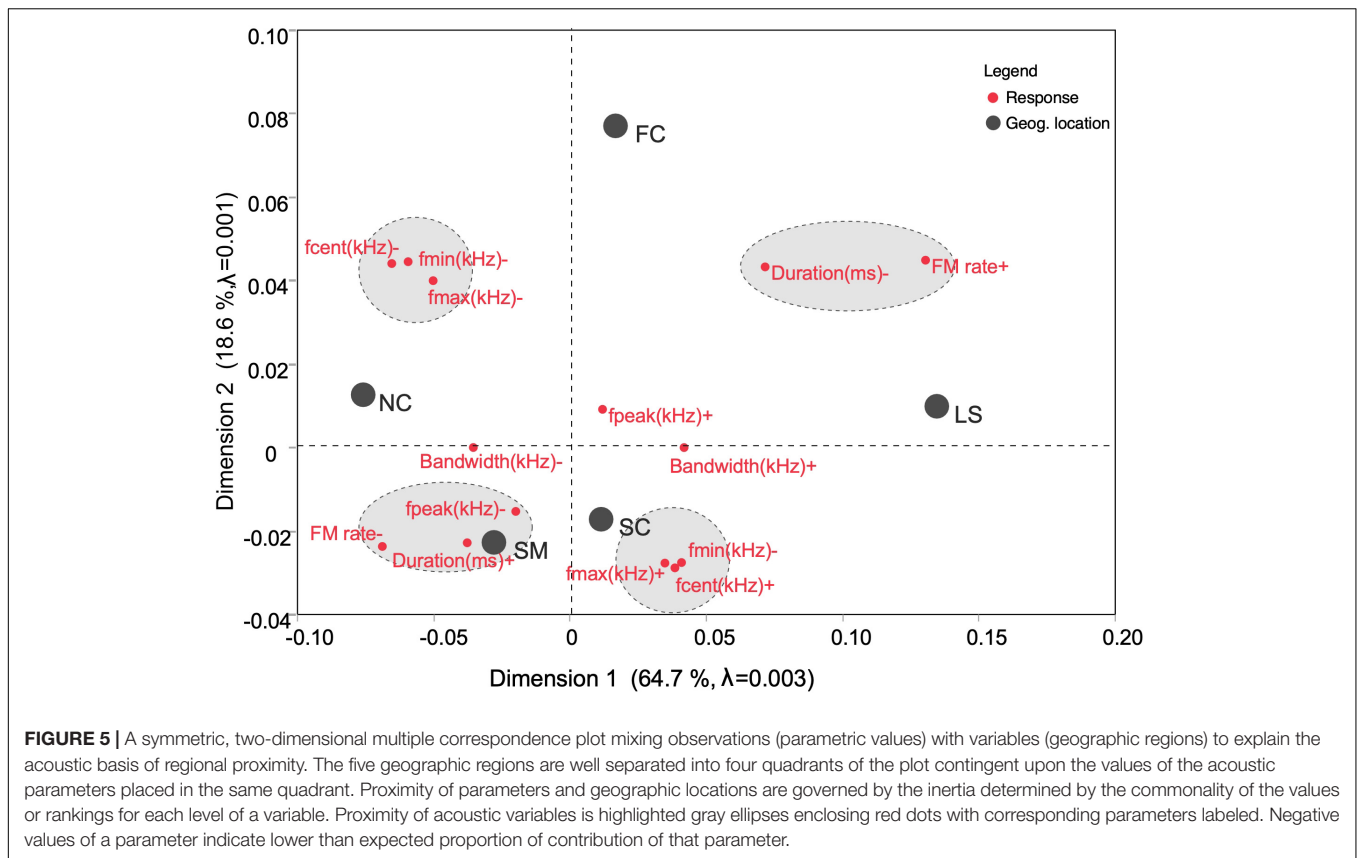 0.10
0.08
0.06
0.04
0.02
0
-0.02
-0.04
Dimension 2 (18.6 %,λ=0.001)
Legend
Response
Geog. location
FC
fcent(kHz)-
fmin(kHz)-
fmax(kHz)-
Duration(ms)-
FM rate+
NC
fpeak(kHz)+
LS
Bandwidth(kHz)-
Bandwidth(kHz)+
fpeak(kHz)-
FM rate-
Duration(ms)+
SM
SC
fmin(kHz)-
fmax(kHz)+
fcent(kHz)+
-0.10
-0.05
0
0.05
0.10
0.15
0.20
Dimension 1 (64.7 %, λ=0.003)
FIGURE 5 | A symmetric, two-dimensional multiple correspondence plot mixing observations (parametric values) with variables (geographic regions) to explain the
acoustic basis of regional proximity. The five geographic regions are well separated into four quadrants of the plot contingent upon the values of the acoustic
parameters placed in the same quadrant. Proximity of parameters and geographic locations are governed by the inertia determined by the commonality of the values
or rankings for each level of a variable. Proximity of acoustic variables is highlighted gray ellipses enclosing red dots with corresponding parameters labeled. Negative
values of a parameter indicate lower than expected proportion of contribution of that parameter.